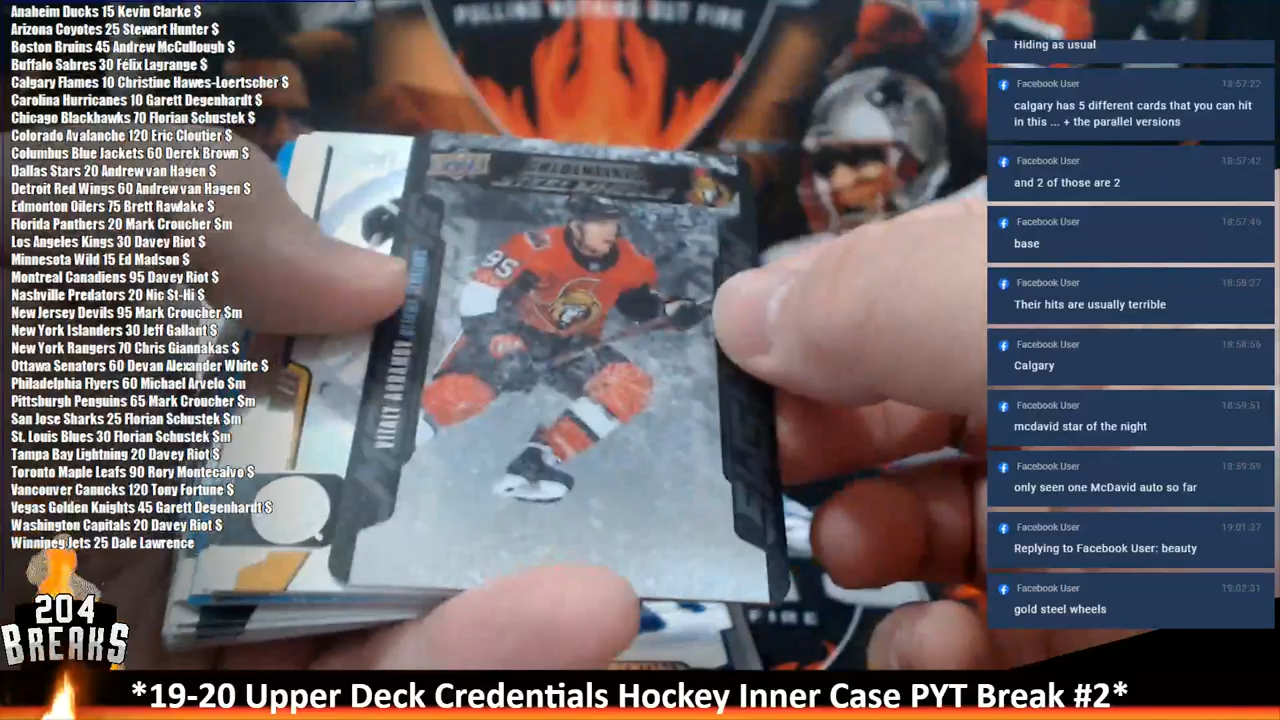 Anaheim Ducks 15 Kevin Clarke $
Arizona Coyotes 25 Stewart Hunter $
Boston Bruins 45 Andrew McCullough $
Buffalo Sabres 30 Félix Lagrange $
Calgary Flames 10 Christine Hawes-Loertscher $
Carolina Hurricanes 10 Garett Degenhardt $
Chicago Blackhawks 70 Florian Schustek $
Colorado Avalanche 120 Eric Cloutier $
Columbus Blue Jackets 60 Derek Brown $
Dallas Stars 20 Andrew van Hagen $
Detroit Red Wings 60 Andrew van Hagen $
Edmonton Oilers 75 Brett Rawlake $
Florida Panthers 20 Mark Croucher $m
Los Angeles Kings 30 Davey Riot $
Minnesota Wild 15 Ed Madson $
Montreal Canadiens 95 Davey Riot $
Nashville Predators 20 Nic St-Hi $
New Jersey Devils 95 Mark Croucher $m
New York Islanders 30 Jeff Gallant $
New York Rangers 70 Chris Giannakas $
Ottawa Senators 60 Devan Alexander White $
Philadelphia Flyers 60 Michael Arvelo $m
Pittsburgh Penguins 65 Mark Croucher $m
San Jose Sharks 25 Florian Schustek $m
St. Louis Blues 30 Florian Schustek $m
Tampa Bay Lightning 20 Davey Riot $
Toronto Maple Leafs 90 Rory Montecalvo $
Vancouver Canucks 120 Tony Fortune $
Vegas Golden Knights 45 Garett Degenhardt $
Washington Capitals 20 Davey Riot $
Winnipeg Jets 25 Dale Lawrence
204
BREAKS
PULLING NOTHING BUT FIRE
95
VITALY ABRAMOV OTTAWA SENATORS
FIRE
Hiding as usual
Facebook User 18:57:22
calgary has 5 different cards that you can hit
in this ... + the parallel versions
Facebook User 18:57:42
and 2 of those are 2
Facebook User 18:57:46
base
Facebook User 18:58:27
Their hits are usually terrible
Facebook User 18:58:56
Calgary
Facebook User 18:59:51
mcdavid star of the night
Facebook User 18:59:59
only seen one McDavid auto so far
Facebook User 19:01:37
Replying to Facebook User: beauty
Facebook User 19:02:31
gold steel wheels
*19-20 Upper Deck Credentials Hockey Inner Case PYT Break #2*